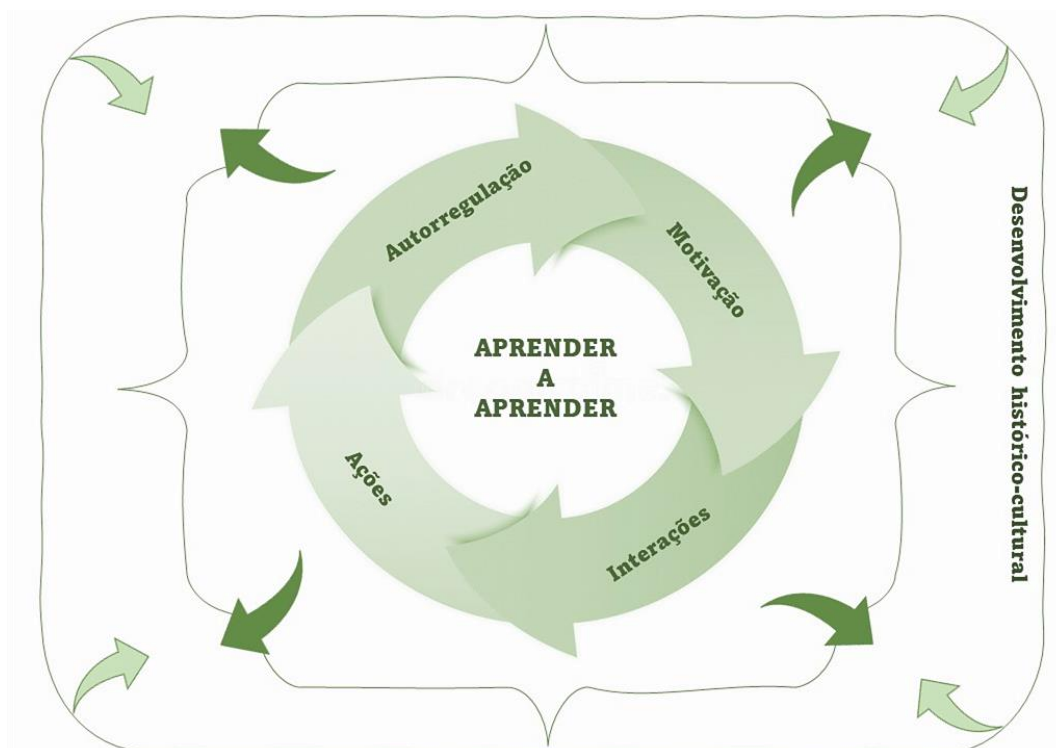 Autorregulação
Motivação
APRENDER
A
APRENDER
Ações
Interações
Desenvolvimento histórico-cultural